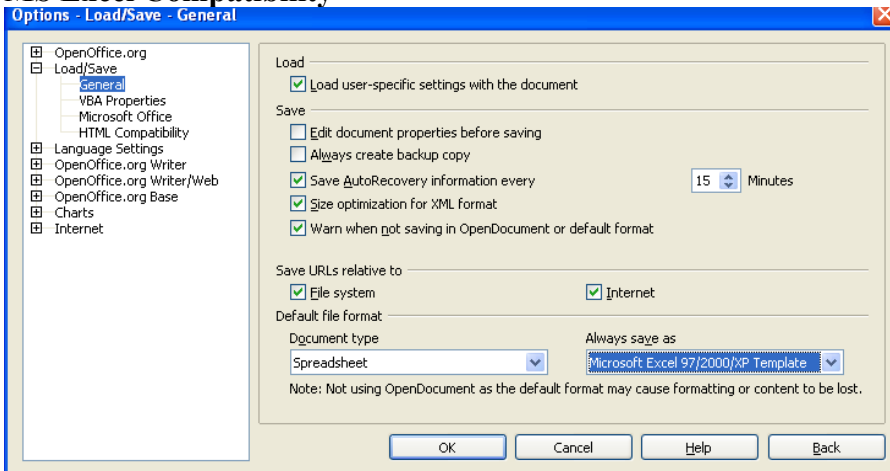 MS Excel Compatibility
Options - Load/Save - General
OpenOffice.org
Load/Save
General
VBA Properties
Microsoft Office
HTML Compatibility
Language Settings
OpenOffice.org Writer
OpenOffice.org Writer/Web
OpenOffice.org Base
Charts
Internet
Load
Load user-specific settings with the document
Save
Edit document properties before saving
Always create backup copy
Save AutoRecovery information every 15 Minutes
Size optimization for XML format
Warn when not saving in OpenDocument or default format
Save URLs relative to
File system Internet
Default file format
Document type Always save as
Spreadsheet Microsoft Excel 97/2000/XP Template
Note: Not using OpenDocument as the default format may cause formatting or content to be lost.
OK Cancel Help Back